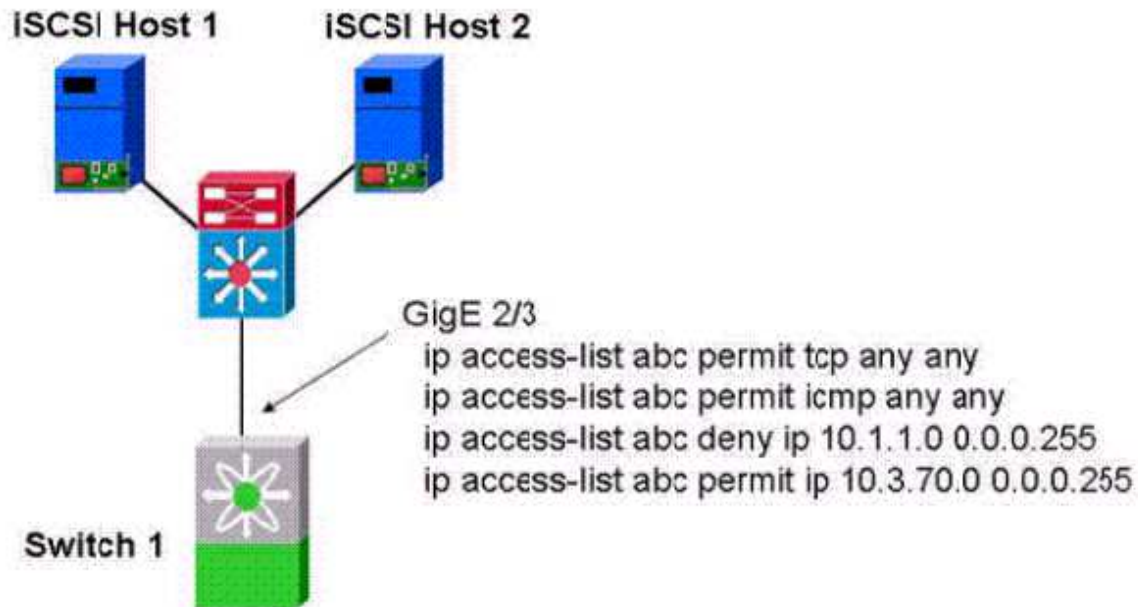 iSCSI Host 1
iSCSI Host 2
GigE 2/3
ip access-list abc permit tcp any any
ip access-list abc permit icmp any any
ip access-list abc deny ip 10.1.1.0 0.0.0.255
ip access-list abc permit ip 10.3.70.0 0.0.0.255
Switch 1